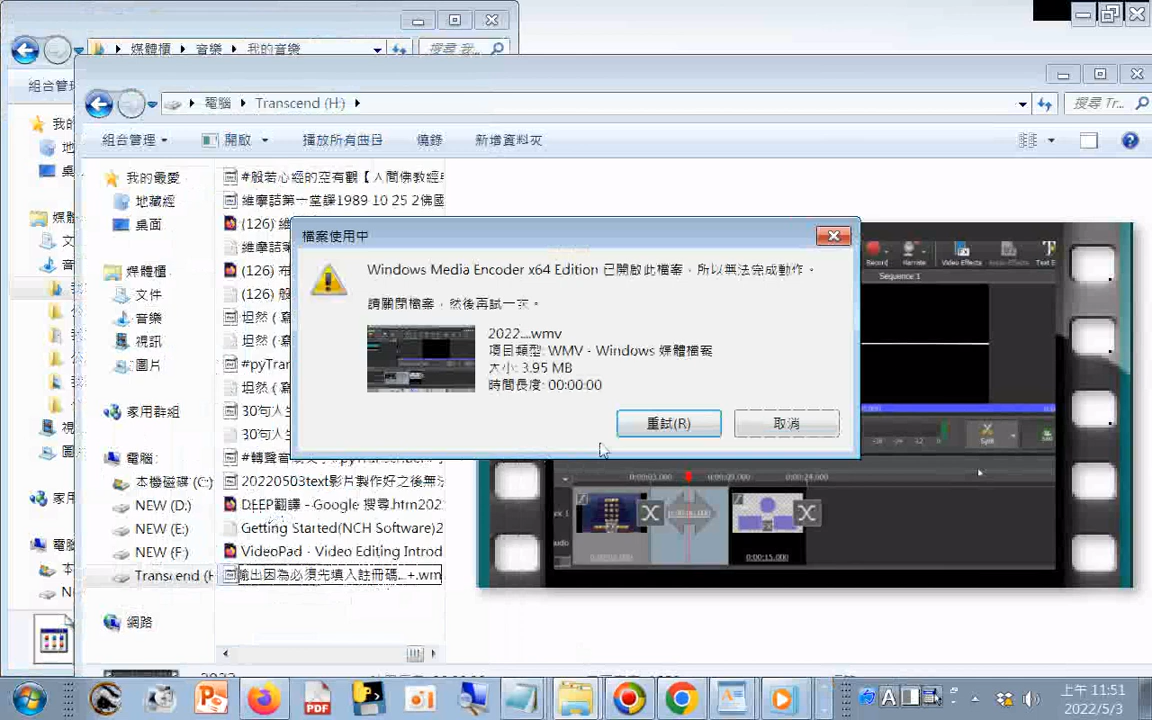 媒體櫃 音樂 我的音樂
搜尋 我...
組合管理
電腦 Transcend (H:)
搜尋 Tr...
組合管理 開啟 播放所有曲目 燒錄 新增資料夾
我的最愛
地藏經
桌面
媒體櫃
文件
音樂
視訊
圖片
家用群組
電腦
本機磁碟 (C:)
NEW (D:)
NEW (E:)
NEW (F:)
Transcend (H
網路
#般若心經的空有觀【人間佛教經
維摩詰第一堂課1989 10 25 2佛國
(126) 維
維摩詰
(126) 布
(126) 般
坦然 (
坦然 (
#pyTran
坦然 (
30句人生
30句人生
20220503text影片製作好之後無法
DEEP翻譯 - Google 搜尋.htm202
Getting Started(NCH Software)2
VideoPad - Video Editing Introd
輸出因為必須先填入註冊碼...+.wm
檔案使用中
Windows Media Encoder x64 Edition 已開啟此檔案，所以無法完成動作。
請關閉檔案，然後再試一次。
2022....wmv
項目類型: WMV - Windows 媒體檔案
大小: 3.95 MB
時間長度: 00:00:00
重試(R) 取消
Record
Narrate
Video Effects
Audio Effects
Text E
Sequence 1
Split
0:00:03.000
0:00:15.000
上午 11:51
2022/5/3